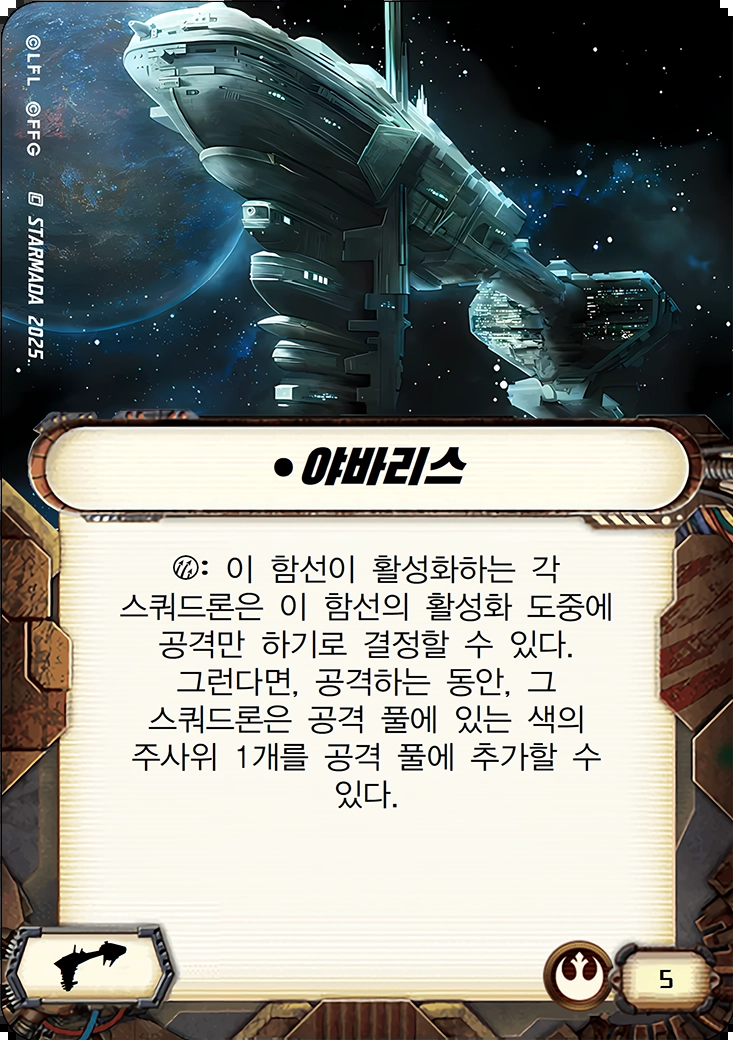 ©LFL ©FFG
STARMADA 2025.
•야바리스
: 이 함선이 활성화하는 각
스쿼드론은 이 함선의 활성화 도중에
공격만 하기로 결정할 수 있다.
그런다면, 공격하는 동안, 그
스쿼드론은 공격 풀에 있는 색의
주사위 1개를 공격 풀에 추가할 수
있다.
5